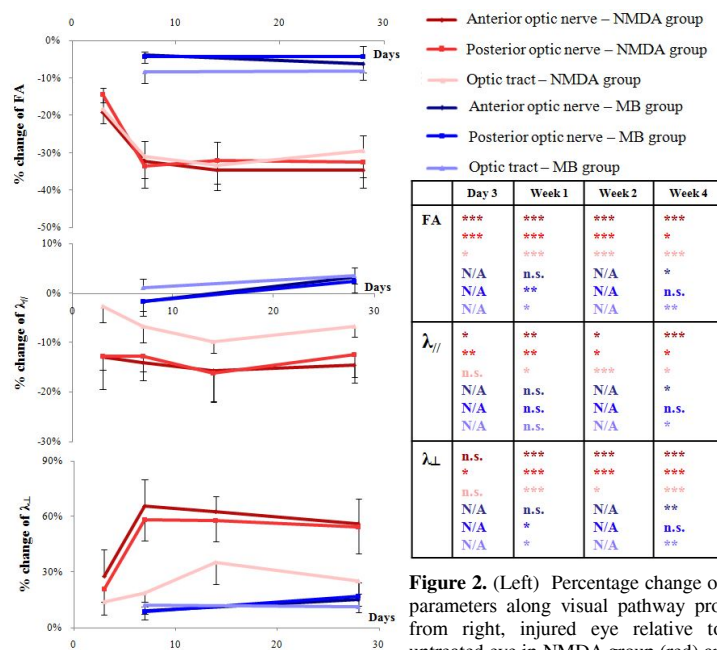 0 10 20 30
0%
-10%
-20%
-30%
-40%
-50%
Days
% change of FA
10%
0%
-10%
-20%
-30%
0 10 20 30
Days
% change of λ//
90%
60%
30%
0%
0 10 20 30
Days
% change of λ⊥
Anterior optic nerve – NMDA group
Posterior optic nerve – NMDA group
Optic tract – NMDA group
Anterior optic nerve – MB group
Posterior optic nerve – MB group
Optic tract – MB group
Day 3 Week 1 Week 2 Week 4
FA *** *** *** ***
*** *** *** *
* *** *** ***
N/A n.s. N/A *
N/A ** N/A n.s.
N/A * N/A **
λ// * ** * ***
** ** * *
n.s. * *** *
N/A n.s. N/A *
N/A n.s. N/A n.s.
N/A n.s. N/A *
λ⊥ n.s. *** *** ***
* *** *** ***
n.s. *** * ***
N/A n.s. N/A **
N/A * N/A n.s.
N/A * N/A **
Figure 2. (Left) Percentage change o
parameters along visual pathway pro
from right, injured eye relative to